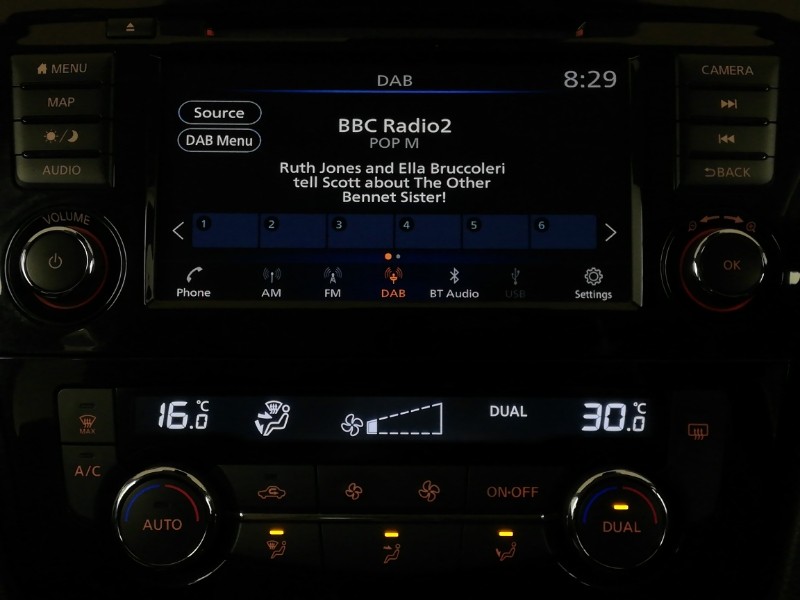 MENU
MAP
AUDIO
VOLUME
DAB
8:29
Source
DAB Menu
BBC Radio2
POP M
Ruth Jones and Ella Bruccoleri
tell Scott about The Other
Bennet Sister!
1 2 3 4 5 6
Phone AM FM DAB BT Audio USB Settings
CAMERA
BACK
OK
16.0°C DUAL 30.0°C
MAX
A/C
AUTO
ON·OFF
DUAL